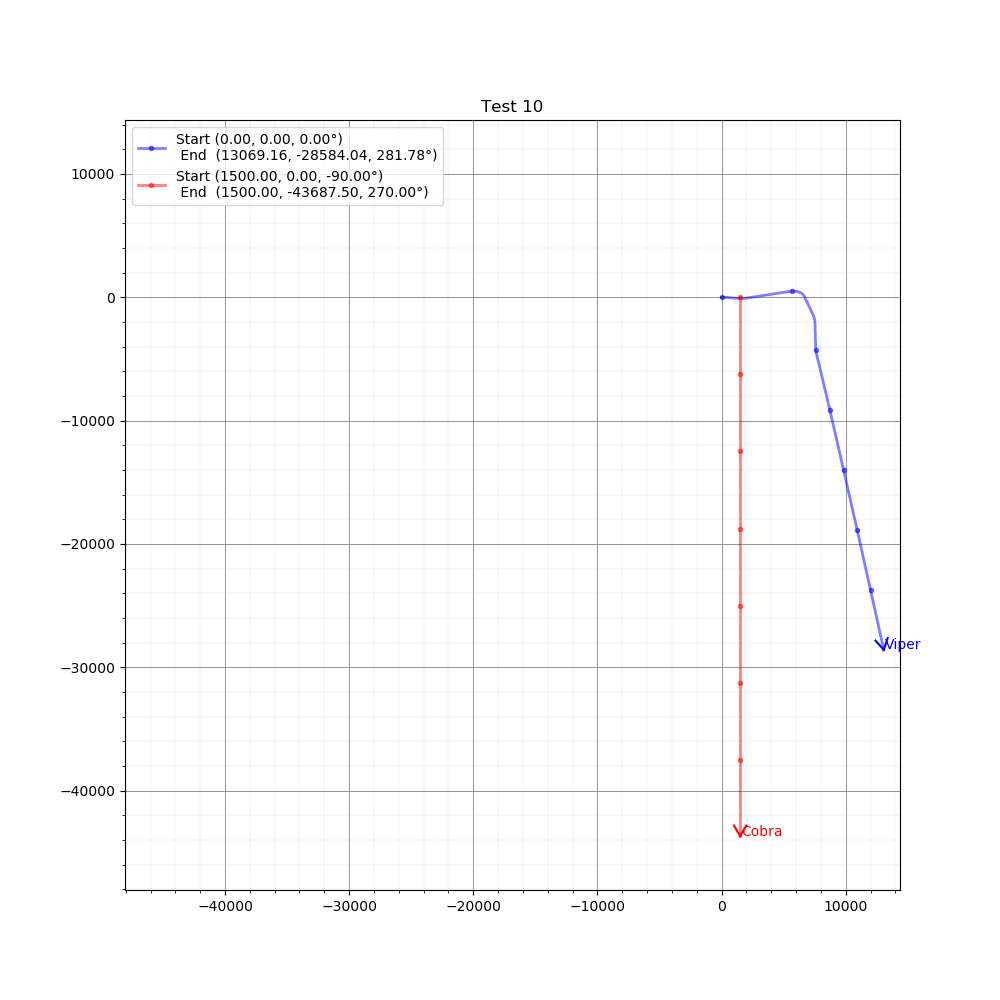 Test 10
Start (0.00, 0.00, 0.00°)
End  (13069.16, -28584.04, 281.78°)
Start (1500.00, 0.00, -90.00°)
End  (1500.00, -43687.50, 270.00°)
10000
0
−10000
−20000
−30000
−40000
Viper
Cobra
−40000
−30000
−20000
−10000
0
10000